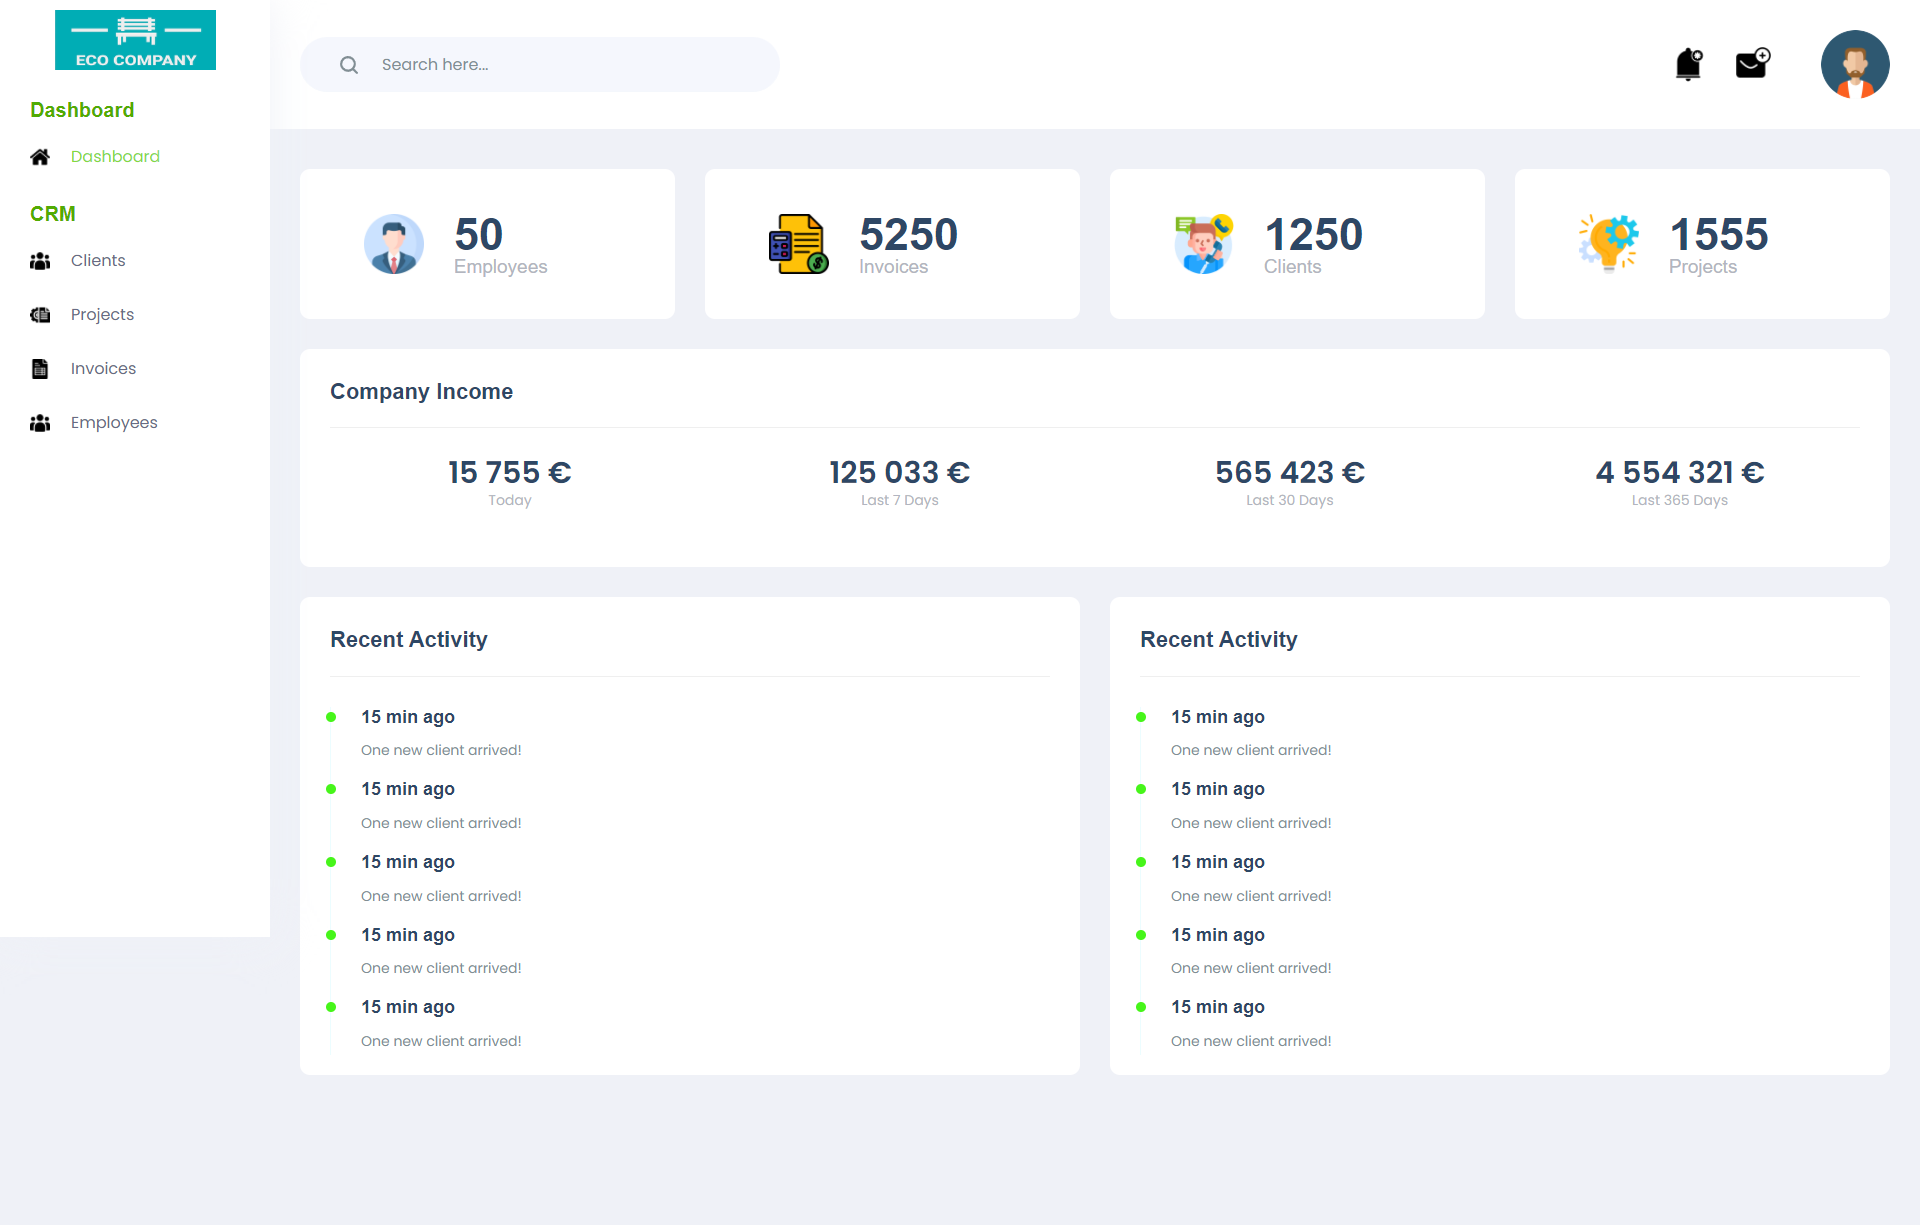 ECO COMPANY
Search here...
Dashboard
Dashboard
CRM
Clients
Projects
Invoices
Employees
50
Employees
5250
Invoices
1250
Clients
1555
Projects
Company Income
15 755 €
Today
125 033 €
Last 7 Days
565 423 €
Last 30 Days
4 554 321 €
Last 365 Days
Recent Activity
15 min ago
One new client arrived!
15 min ago
One new client arrived!
15 min ago
One new client arrived!
15 min ago
One new client arrived!
15 min ago
One new client arrived!
Recent Activity
15 min ago
One new client arrived!
15 min ago
One new client arrived!
15 min ago
One new client arrived!
15 min ago
One new client arrived!
15 min ago
One new client arrived!